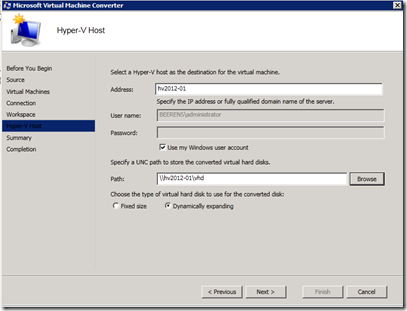 Microsoft Virtual Machine Converter
Hyper-V Host
Before You Begin
Source
Virtual Machines
Connection
Workspace
Hyper-V Host
Summary
Completion
Select a Hyper-V host as the destination for the virtual machine.
Address: hv2012-01
Specify the IP address or fully qualified domain name of the server.
User name: BEERENS\administrator
Password:
Use my Windows user account
Specify a UNC path to store the converted virtual hard disks.
Path: \\hv2012-01\vhd Browse
Choose the type of virtual hard disk to use for the converted disk:
Fixed size Dynamically expanding
< Previous Next > Finish Cancel